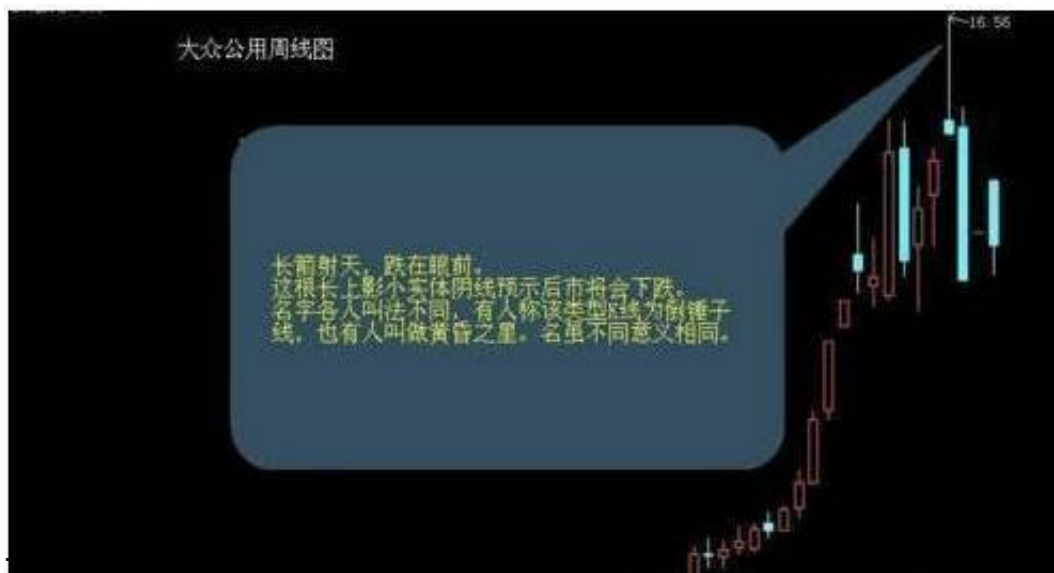 16.56
大众公用周线图
长箭射天，跌在眼前。
这根长上影小实体阴线预示后市将会下跌。
名字各人叫法不同，有人称该类型K线为倒锤子
线，也有人叫做黄昏之星。名虽不同意义相同。